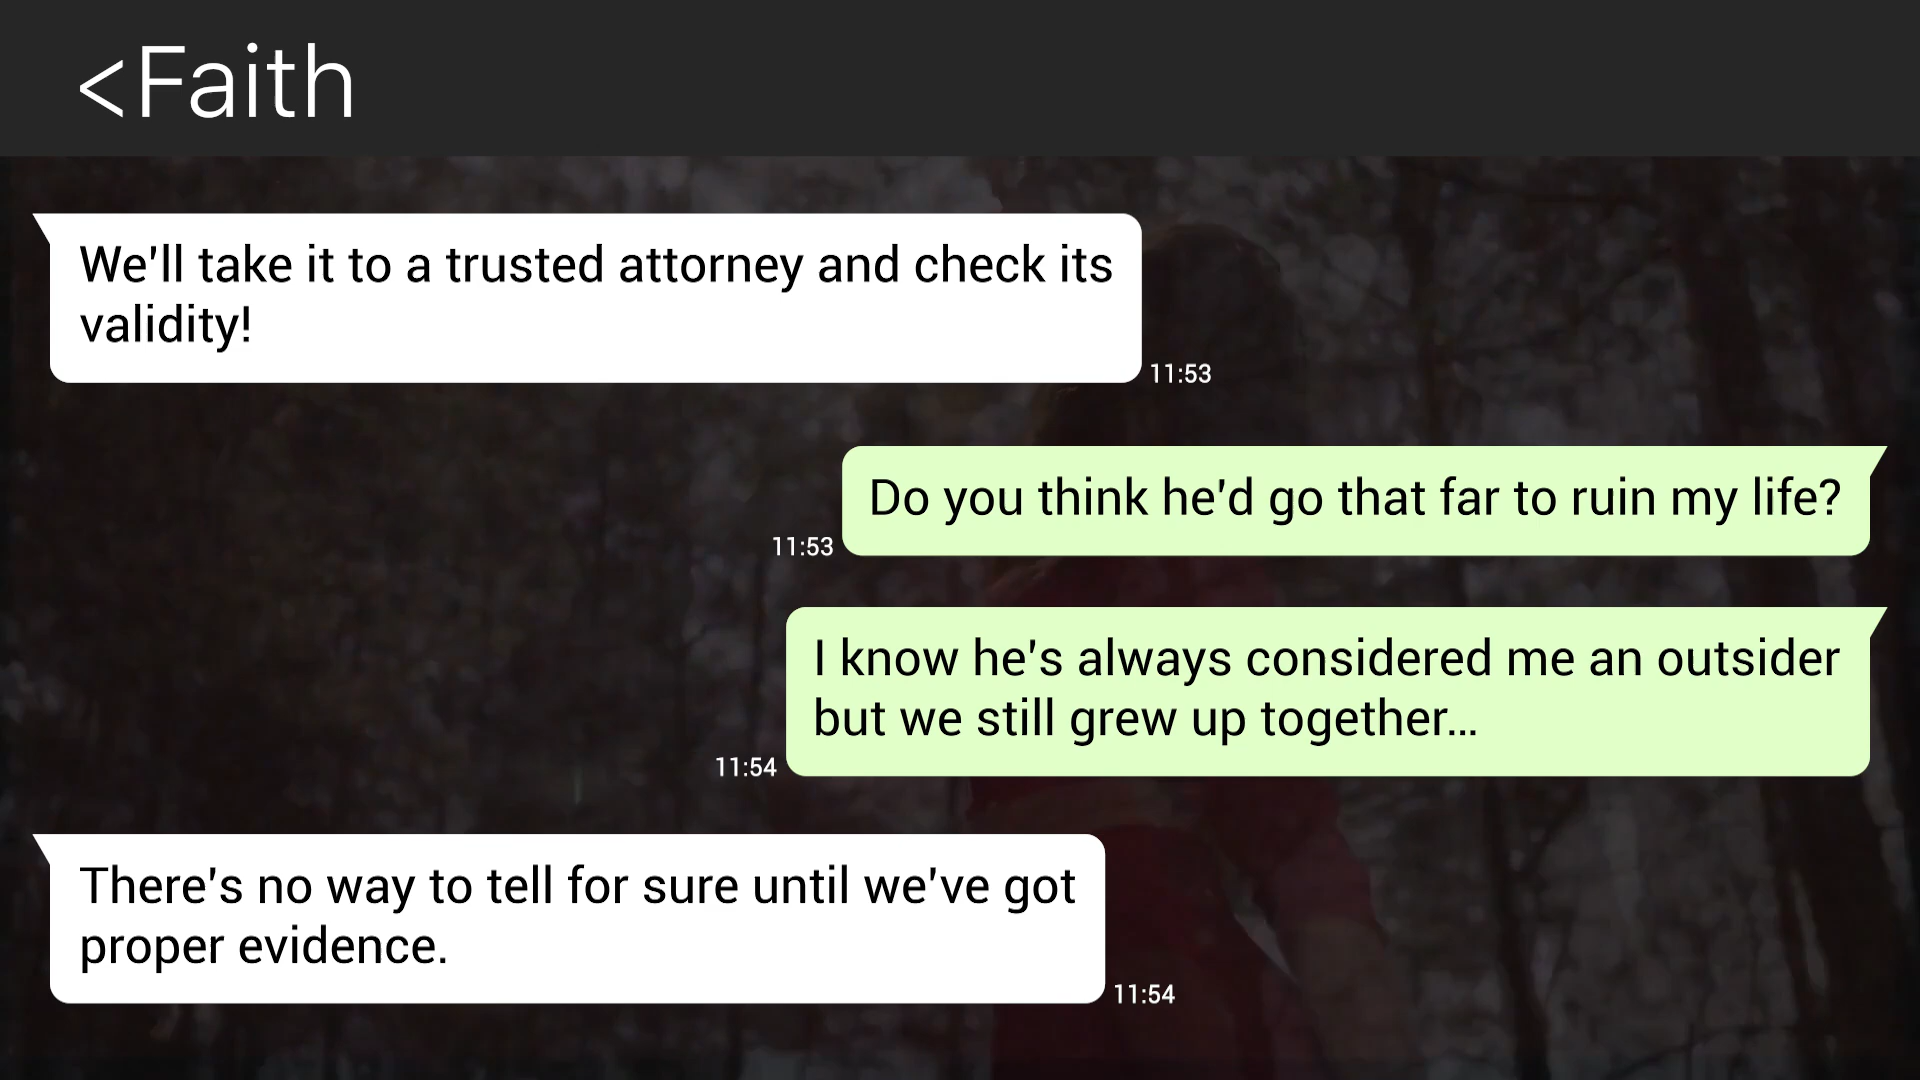 <Faith
We'll take it to a trusted attorney and check its
validity!
11:53
Do you think he'd go that far to ruin my life?
11:53
I know he's always considered me an outsider
but we still grew up together...
11:54
There's no way to tell for sure until we've got
proper evidence.
11:54